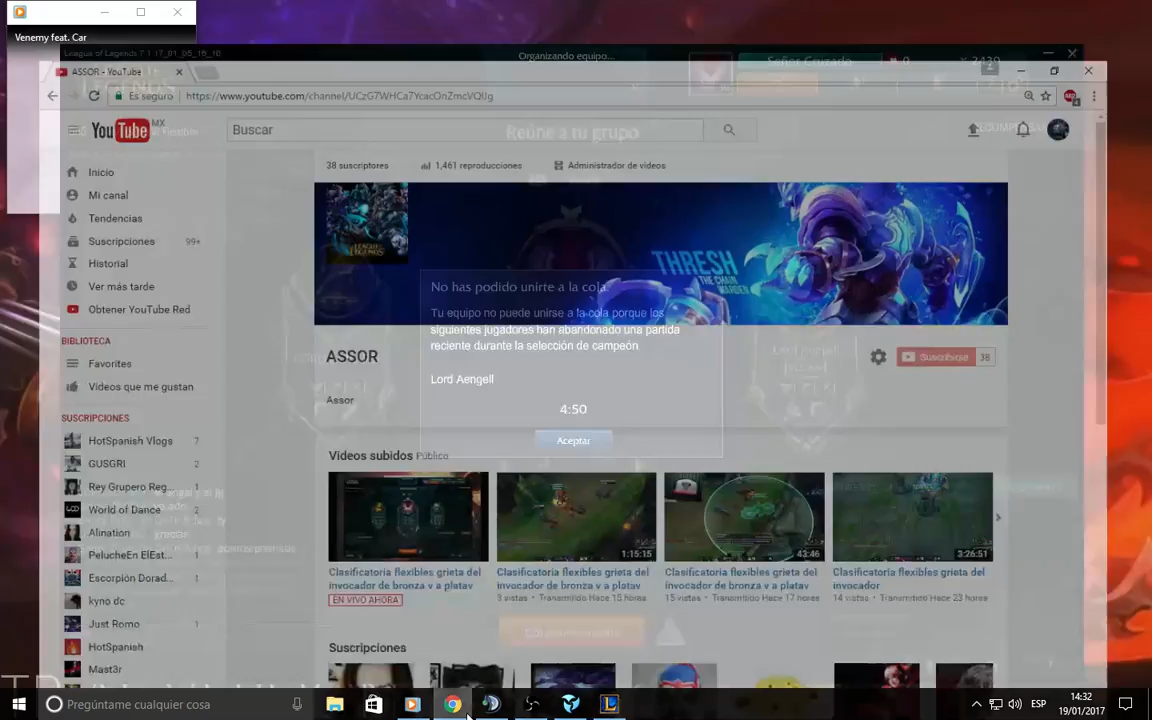 Venemy feat. Car
League of Legends
Organizando equipo...
ASSOR - YouTube
Señor Cruzado
Es seguro
https://www.youtube.com/channel/UCzG7WHCa7YcacOnZmcVQIJg
YouTube MX
Buscar
Reúne a tu grupo
Inicio
38 suscriptores
1,461 reproducciones
Administrador de videos
Mi canal
Tendencias
Suscripciones 99+
Historial
Ver más tarde
Obtener YouTube Red
THRESH
THE CHAIN WARDEN
No has podido unirte a la cola.
Tu equipo no puede unirse a la cola porque los
siguientes jugadores han abandonado una partida
reciente durante la selección de campeón.
Lord Aengell
4:50
Aceptar
BIBLIOTECA
Favorites
Videos que me gustan
ASSOR
Suscribirse 38
Assor
SUSCRIPCIONES
HotSpanish Vlogs 7
GUSGRI 2
Rey Grupero Reg... 1
World of Dance 2
Alination 1
PelucheEn ElEst...
Escorpión Dorad... 1
kyno dc 1
Just Romo 1
HotSpanish
Mast3r
Videos subidos Público
1:15:15
43:46
3:26:51
Clasificatoria flexibles grieta del
invocador de bronza v a platav
EN VIVO AHORA
Clasificatoria flexibles grieta del
invocador de bronza v a platav
3 vistas • Transmitido Hace 15 horas
Clasificatoria flexibles grieta del
invocador de bronza v a platav
15 vistas • Transmitido Hace 17 horas
Clasificatoria flexibles grieta del
invocador
14 vistas • Transmitido Hace 23 horas
Suscripciones
Pregúntame cualquier cosa
ESP
14:32
19/01/2017